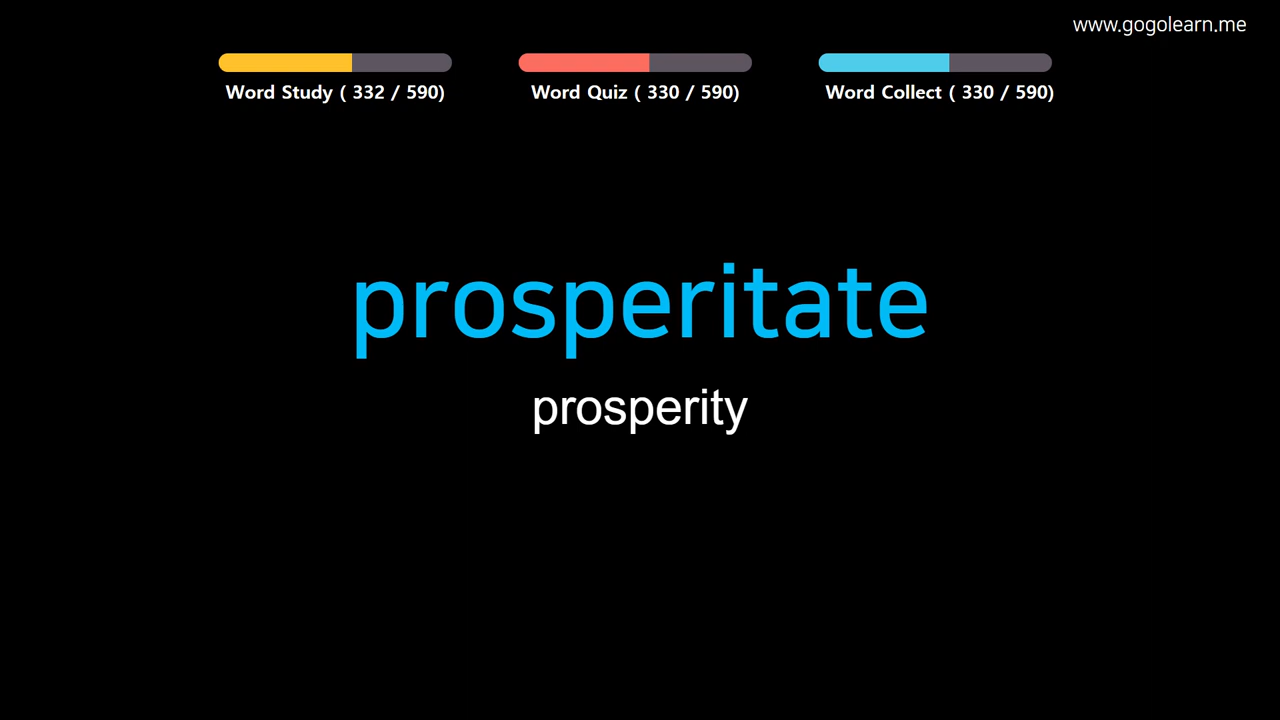 www.gogolearn.me
Word Study ( 332 / 590)
Word Quiz ( 330 / 590)
Word Collect ( 330 / 590)
prosperitate
prosperity